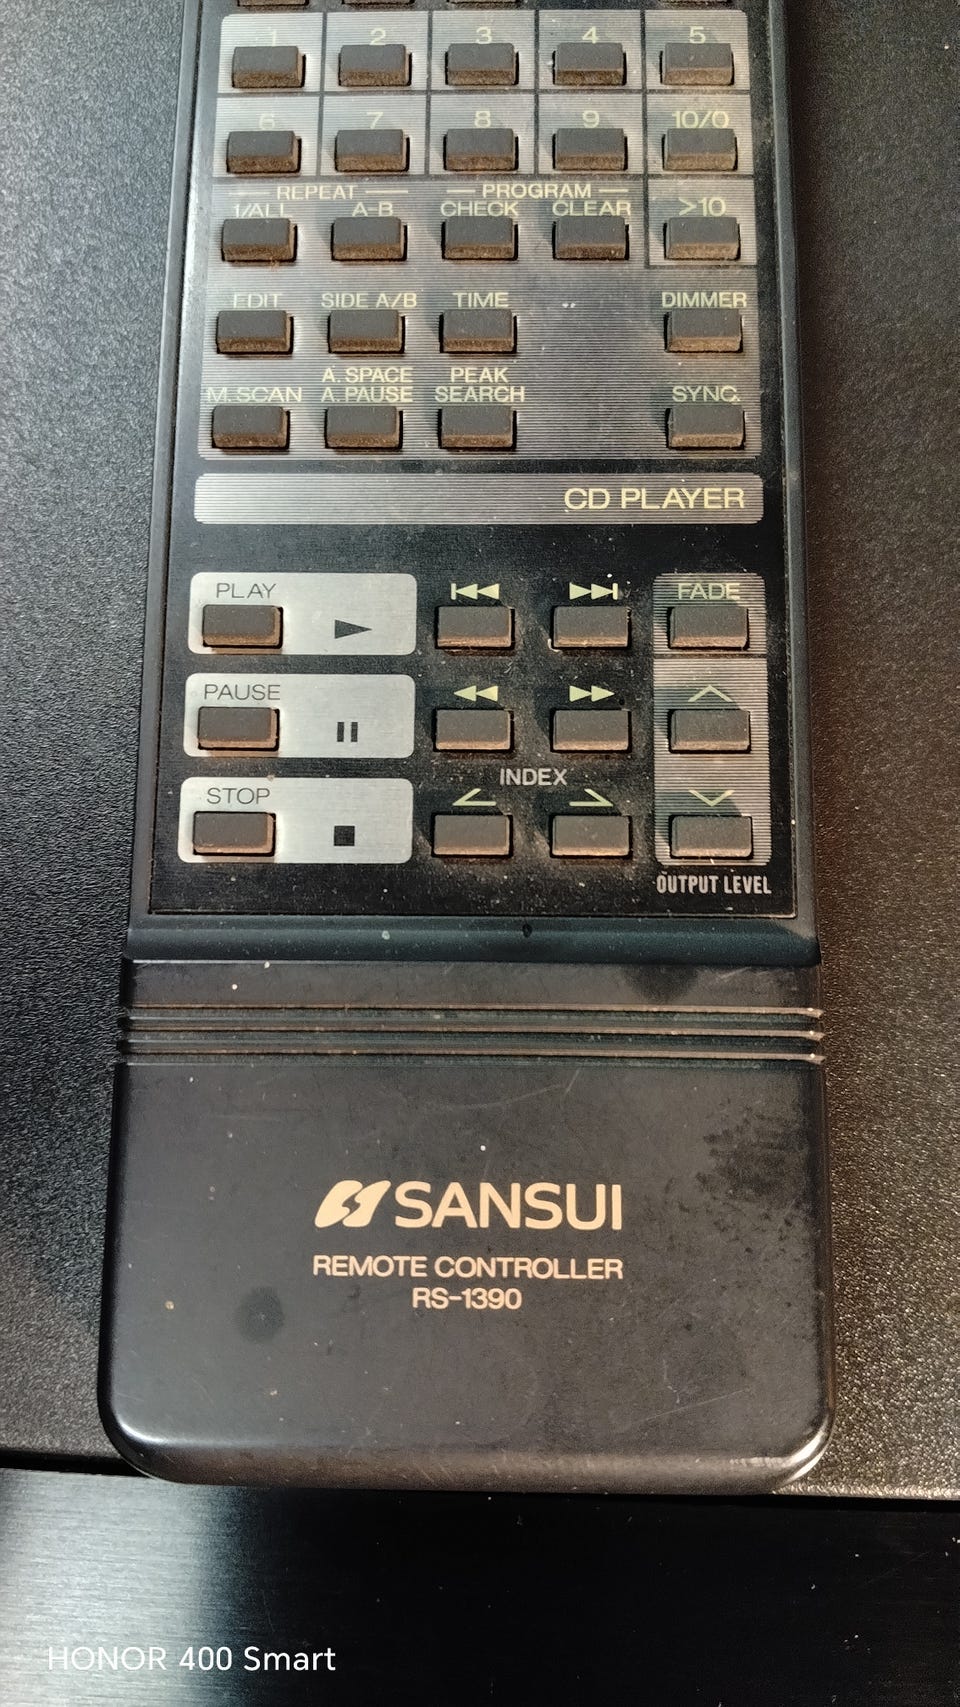 1 2 3 4 5
6 7 8 9 10/0
REPEAT PROGRAM
1/ALL A-B CHECK CLEAR >10
EDIT SIDE A/B TIME DIMMER
A. SPACE PEAK
M. SCAN A. PAUSE SEARCH SYNC.
CD PLAYER
PLAY FADE
PAUSE
INDEX
STOP
OUTPUT LEVEL
SANSUI
REMOTE CONTROLLER
RS-1390
HONOR 400 Smart